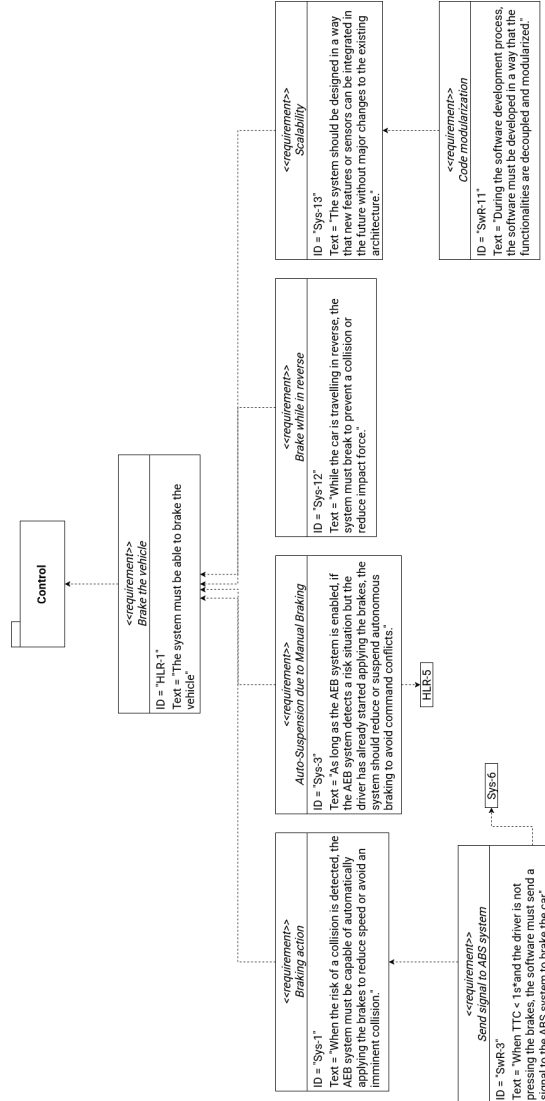 Control
<<requirement>>
Brake the vehicle
ID = "HLR-1"
Text = "The system must be able to brake the
vehicle"
<<requirement>>
Braking action
ID = "Sys-1"
Text = "When the risk of a collision is detected, the
AEB system must be capable of automatically
applying the brakes to reduce speed or avoid an
imminent collision."
<<requirement>>
Auto-Suspension due to Manual Braking
ID = "Sys-3"
Text = "As long as the AEB system is enabled, if
the AEB system detects a risk situation but the
driver has already started applying the brakes, the
system should reduce or suspend autonomous
braking to avoid command conflicts."
<<requirement>>
Brake while in reverse
ID = "Sys-12"
Text = "While the car is travelling in reverse, the
system must break to prevent a collision or
reduce impact force."
<<requirement>>
Scalability
ID = "Sys-13"
Text = "The system should be designed in a way
that new features or sensors can be integrated in
the future without major changes to the existing
architecture."
HLR-5
Sys-6
<<requirement>>
Send signal to ABS system
ID = "SwR-3"
Text = "When TTC < 1s*and the driver is not
pressing the brakes, the software must send a
signal to the ABS system to brake the car"
<<requirement>>
Code modularization
ID = "SwR-11"
Text = "During the software development process,
the software must be developed in a way that the
functionalities are decoupled and modularized."